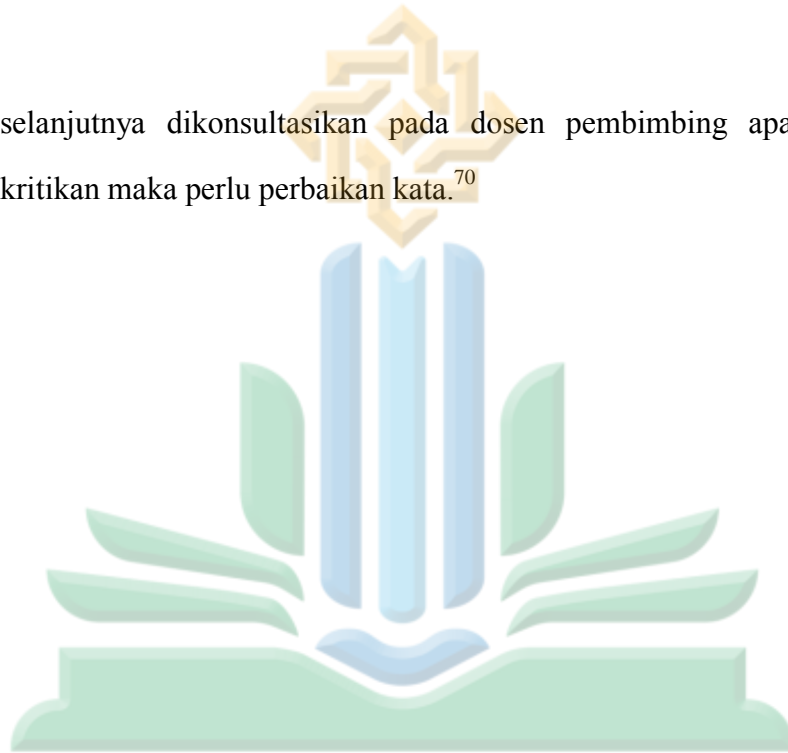 selanjutnya dikonsultasikan pada dosen pembimbing apa
kritikan maka perlu perbaikan kata.70